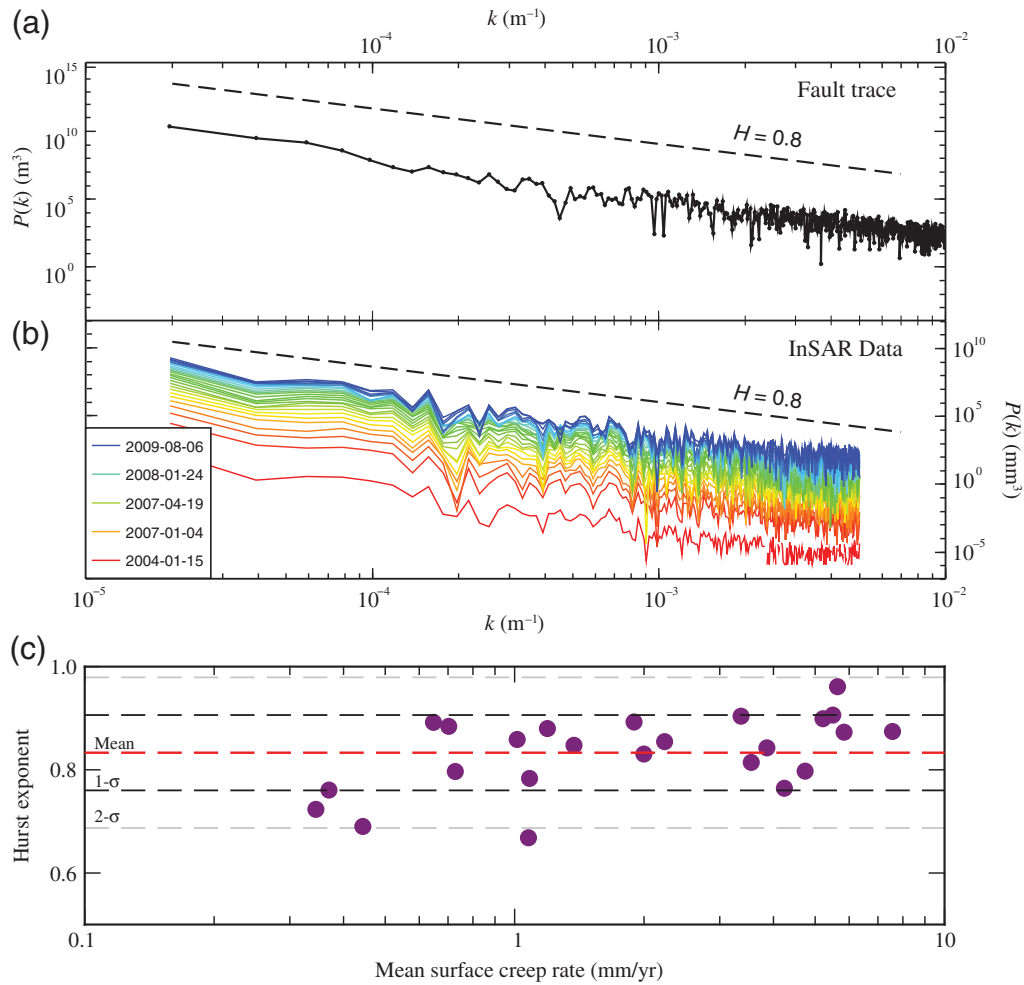 (a)
k (m⁻¹)
10⁻⁴
10⁻³
10⁻²
10¹⁵
10¹⁰
10⁵
10⁰
P(k) (m³)
Fault trace
H = 0.8
(b)
InSAR Data
H = 0.8
10¹⁰
10⁵
10⁰
10⁻⁵
P(k) (mm³)
2009-08-06
2008-01-24
2007-04-19
2007-01-04
2004-01-15
10⁻⁵
10⁻⁴
10⁻³
10⁻²
k (m⁻¹)
(c)
1.0
0.8
0.6
Hurst exponent
Mean
1-σ
2-σ
0.1
1
10
Mean surface creep rate (mm/yr)